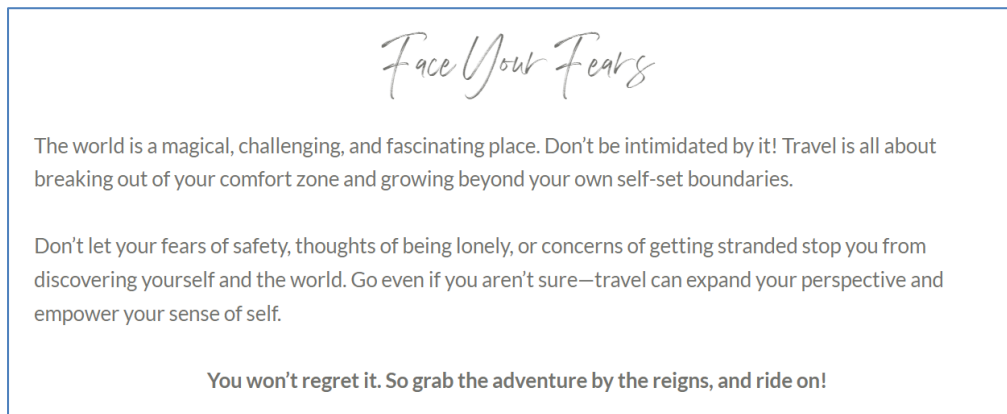 Face Your Fears
The world is a magical, challenging, and fascinating place. Don’t be intimidated by it! Travel is all about
breaking out of your comfort zone and growing beyond your own self-set boundaries.
Don’t let your fears of safety, thoughts of being lonely, or concerns of getting stranded stop you from
discovering yourself and the world. Go even if you aren’t sure—travel can expand your perspective and
empower your sense of self.
You won’t regret it. So grab the adventure by the reigns, and ride on!